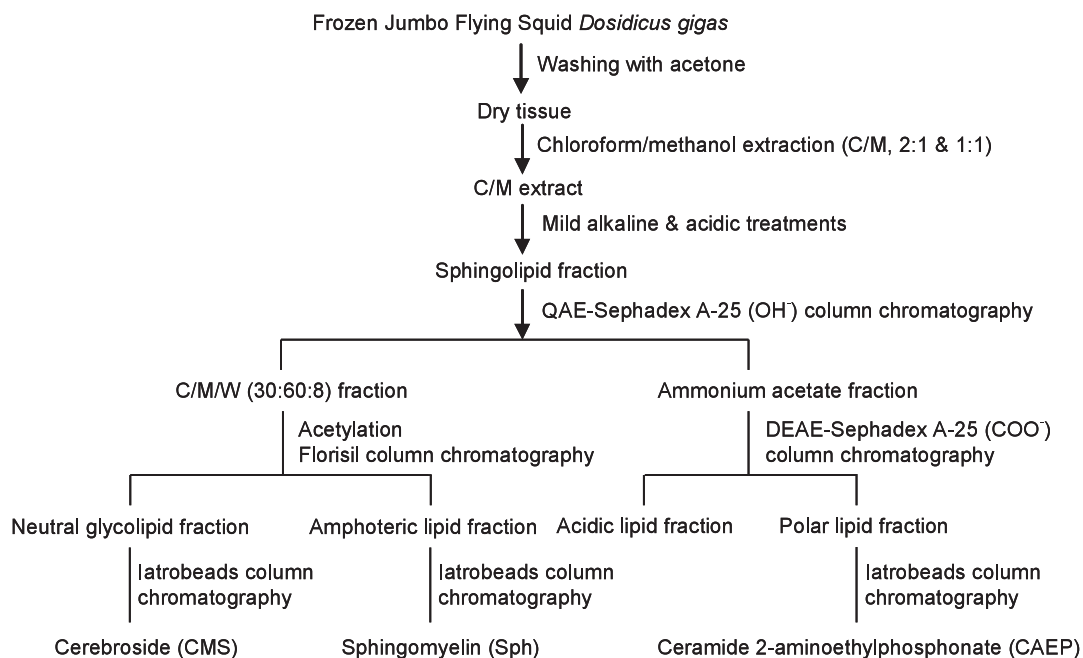 Frozen Jumbo Flying Squid Dosidicus gigas
Washing with acetone
Dry tissue
Chloroform/methanol extraction (C/M, 2:1 & 1:1)
C/M extract
Mild alkaline & acidic treatments
Sphingolipid fraction
QAE-Sephadex A-25 (OH⁻) column chromatography
C/M/W (30:60:8) fraction
Ammonium acetate fraction
Acetylation
Florisil column chromatography
DEAE-Sephadex A-25 (COO⁻)
column chromatography
Neutral glycolipid fraction
Amphoteric lipid fraction
Acidic lipid fraction
Polar lipid fraction
Iatrobeads column
chromatography
Iatrobeads column
chromatography
Iatrobeads column
chromatography
Cerebroside (CMS)
Sphingomyelin (Sph)
Ceramide 2-aminoethylphosphonate (CAEP)